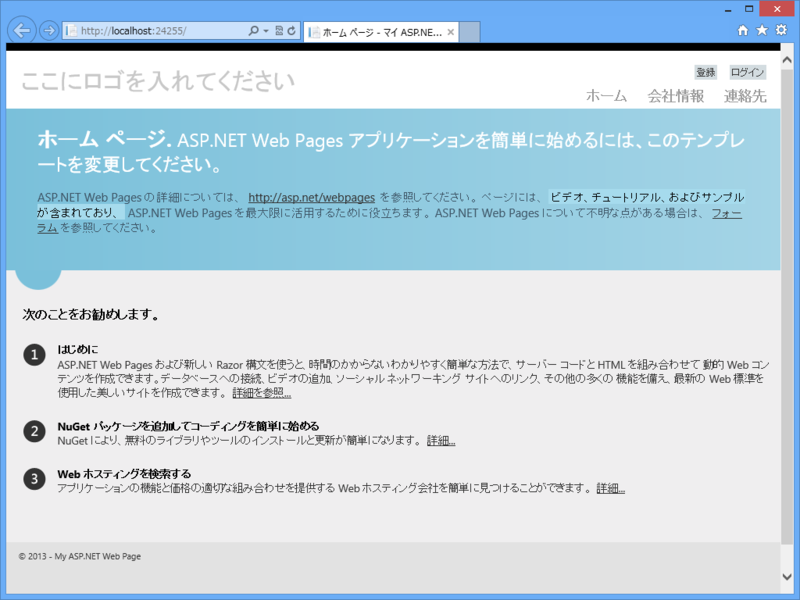 http://localhost:24255/
ホーム ページ - マイ ASP.NE...
登録 ログイン
ここにロゴを入れてください
ホーム 会社情報 連絡先
ホーム ページ. ASP.NET Web Pages アプリケーションを簡単に始めるには、このテンプレ
ートを変更してください。
ASP.NET Web Pages の詳細については、 http://asp.net/webpages を参照してください。ページには、 ビデオ、チュートリアル、およびサンプル
が含まれており、 ASP.NET Web Pages を最大限に活用するために役立ちます。ASP.NET Web Pages について不明な点がある場合は、 フォー
ラム を参照してください。
次のことをお勧めします。
1 はじめに
ASP.NET Web Pages および新しい Razor 構文を使うと、時間のかからないわかりやすく簡単な方法で、サーバー コードと HTML を組み合わせて 動的 Web コン
テンツを作成できます。データベースへの接続、ビデオの追加、ソーシャル ネットワーキング サイトへのリンク、その他の多くの 機能を備え、最新の Web 標準を
使用した美しいサイトを作成できます。 詳細を参照...
2 NuGet パッケージを追加してコーディングを簡単に始める
NuGet により、無料のライブラリやツールのインストールと更新が簡単になります。 詳細...
3 Web ホスティングを検索する
アプリケーションの機能と価格の適切な組み合わせを提供する Web ホスティング会社を簡単に見つけることができます。 詳細...
© 2013 - My ASP.NET Web Page